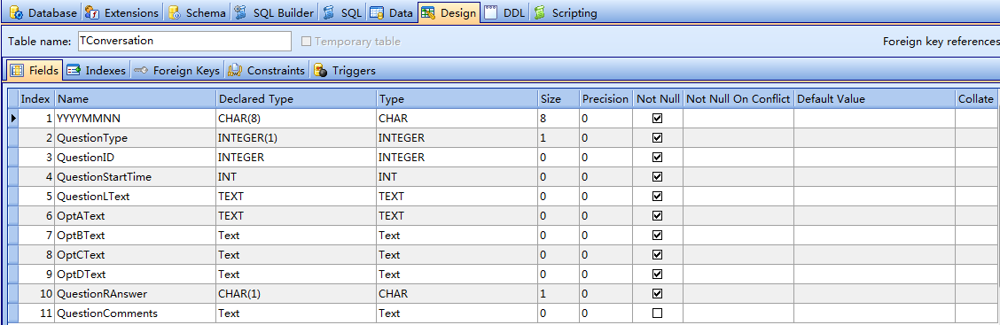 Database Extensions Schema SQL Builder SQL Data Design DDL Scripting
Table name: TConversation Temporary table Foreign key references
Fields Indexes Foreign Keys Constraints Triggers
Index Name Declared Type Type Size Precision Not Null Not Null On Conflict Default Value Collate
1 YYYYMMNN CHAR(8) CHAR 8 0
2 QuestionType INTEGER(1) INTEGER 1 0
3 QuestionID INTEGER INTEGER 0 0
4 QuestionStartTime INT INT 0 0
5 QuestionLText TEXT TEXT 0 0
6 OptAText TEXT TEXT 0 0
7 OptBText Text Text 0 0
8 OptCText Text Text 0 0
9 OptDText Text Text 0 0
10 QuestionRAnswer CHAR(1) CHAR 1 0
11 QuestionComments Text Text 0 0